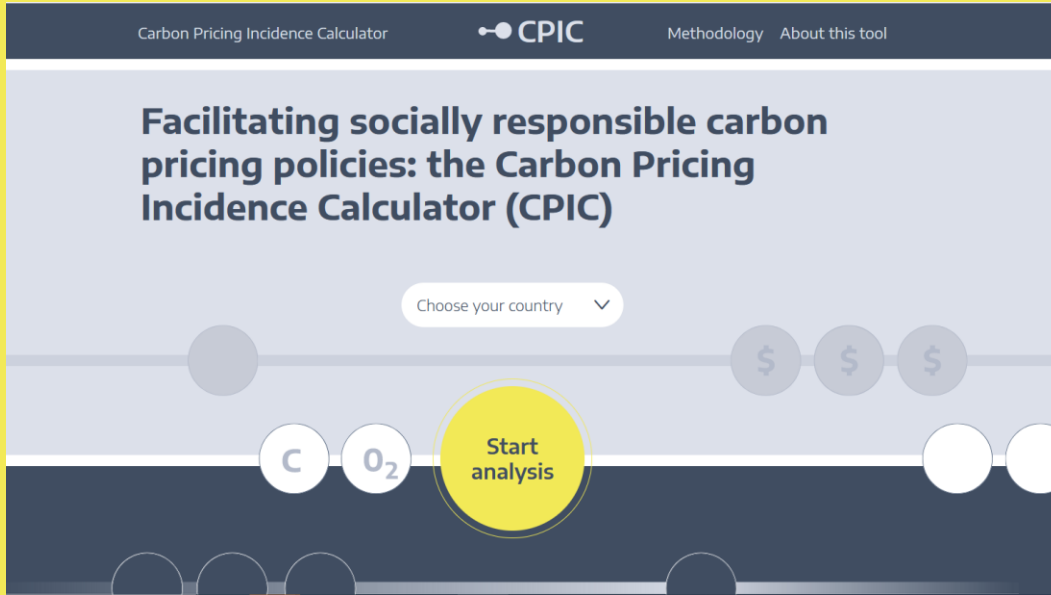 Carbon Pricing Incidence Calculator
CPIC
Methodology
About this tool
Facilitating socially responsible carbon
pricing policies: the Carbon Pricing
Incidence Calculator (CPIC)
Choose your country
$ $ $
C O₂
Start
analysis